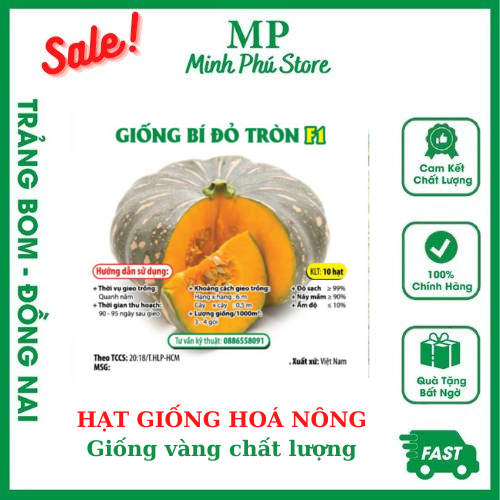 Sale!
MP
Minh Phú Store
TRẢNG BOM - ĐỒNG NAI
GIỐNG BÍ ĐỎ TRÒN F1
Hướng dẫn sử dụng:
+ Thời vụ gieo trồng:
Quanh năm
+ Thời gian thu hoạch:
90 - 95 ngày sau gieo
+ Khoảng cách gieo trồng:
Hàng x hàng : 6 m
Cây x cây : 0,5 m
+ Lượng giống/1000m²:
3 - 4 gói
KLT: 10 hạt
+ Độ sạch ≥ 99%
+ Nảy mầm ≥ 90%
+ Ẩm độ ≤ 10%
Tư vấn kỹ thuật: 0886558091
Theo TCCS: 20:18/T.HLP-HCM
MSG:
. Xuất xứ: Việt Nam
Cam Kết
Chất Lượng
100%
Chính Hãng
Quà Tặng
Bất Ngờ
FAST
HẠT GIỐNG HOÁ NÔNG
Giống vàng chất lượng